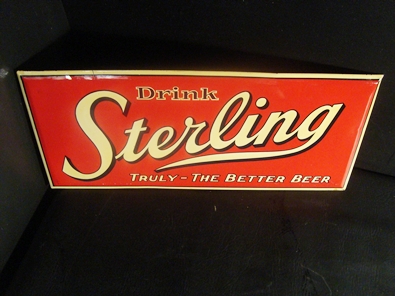 Drink
Sterling
TRULY - THE BETTER BEER